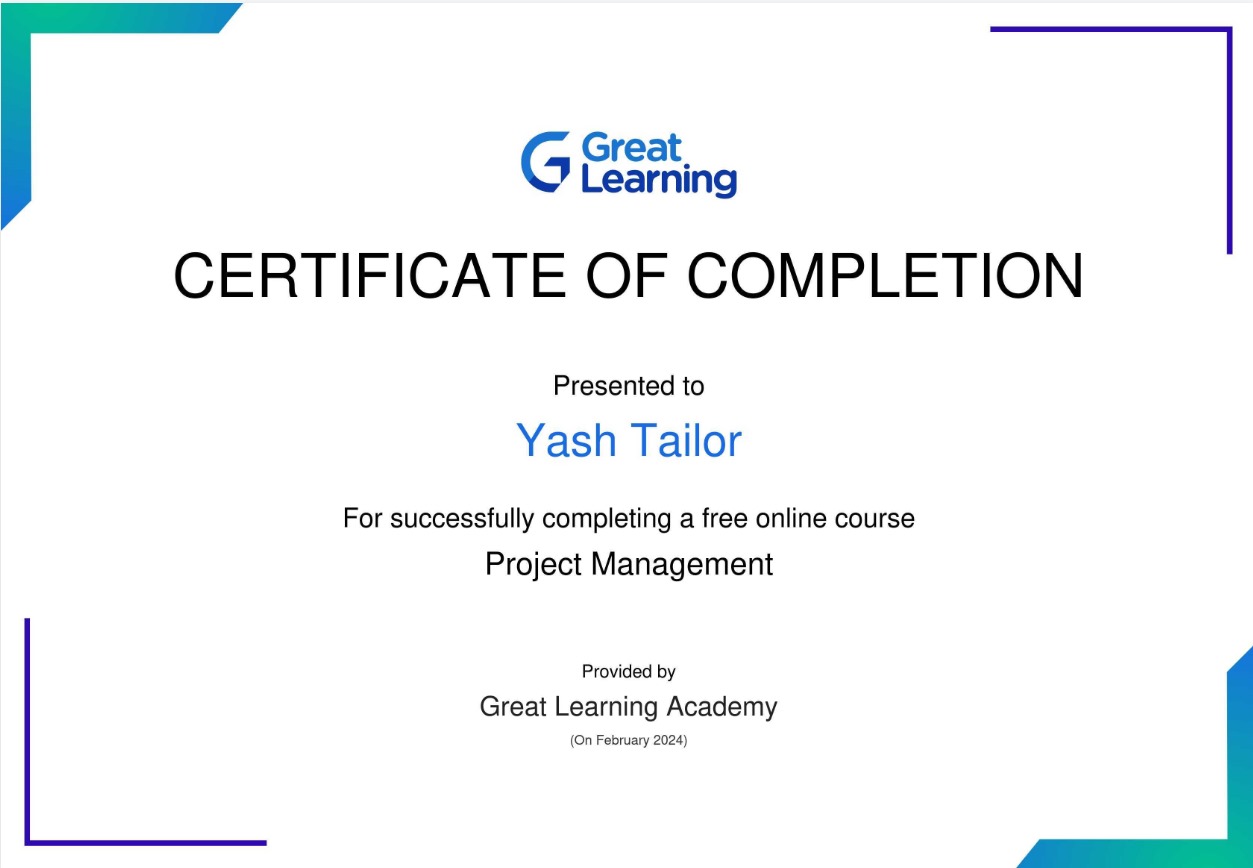 Great
Learning
CERTIFICATE OF COMPLETION
Presented to
Yash Tailor
For successfully completing a free online course
Project Management
Provided by
Great Learning Academy
(On February 2024)